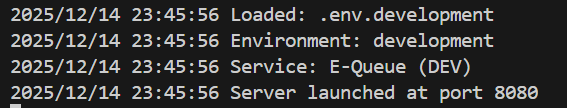 2025/12/14 23:45:56 Loaded: .env.development
2025/12/14 23:45:56 Environment: development
2025/12/14 23:45:56 Service: E-Queue (DEV)
2025/12/14 23:45:56 Server launched at port 8080